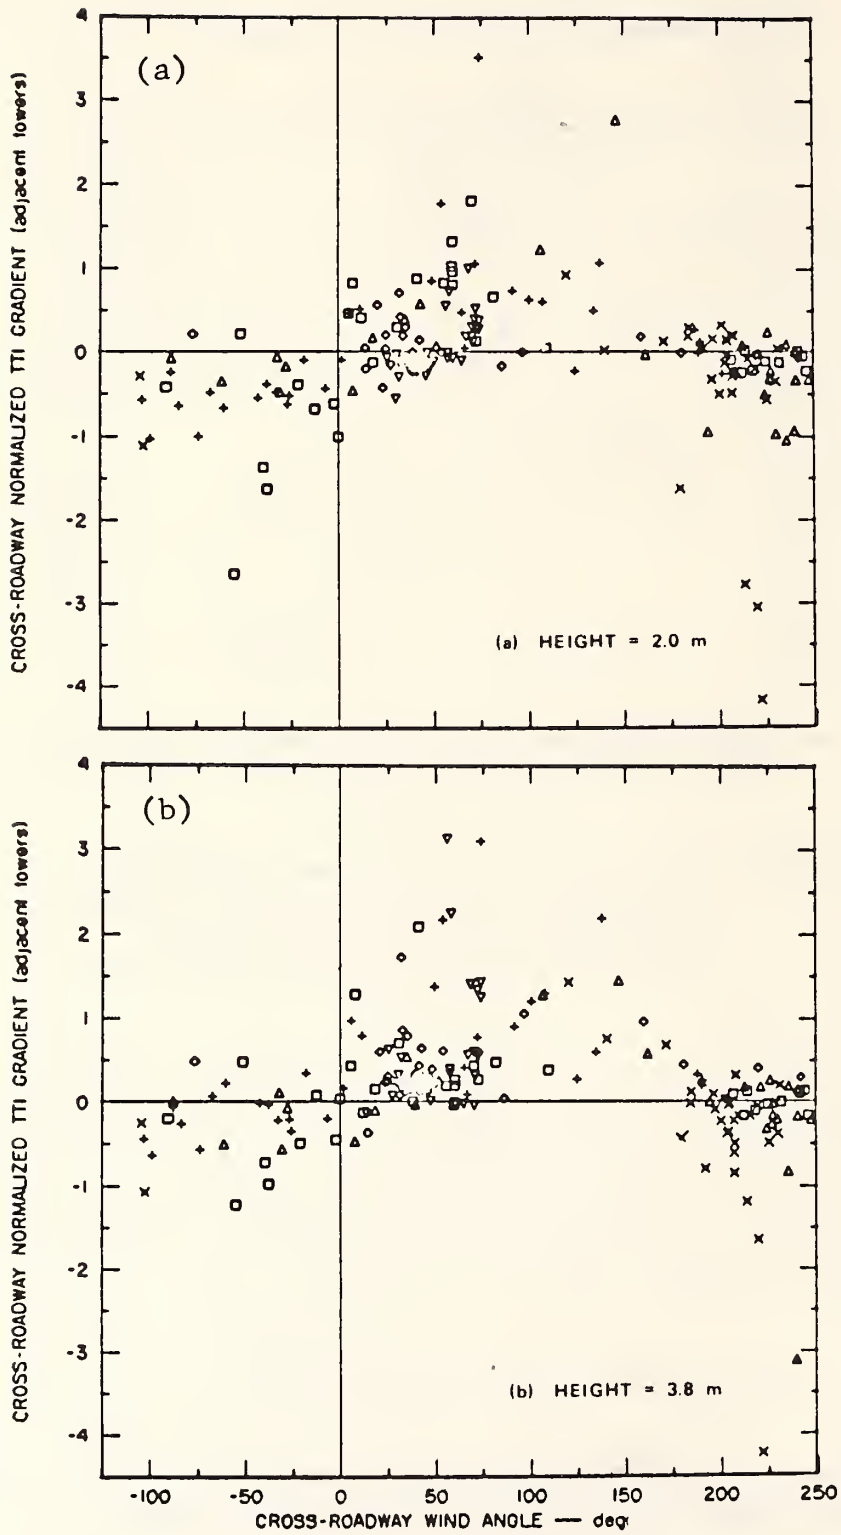 CROSS-ROADWAY NORMALIZED TTI GRADIENT (adjacent towers)
4
3
2
1
0
-1
-2
-3
-4
(a)
(a) HEIGHT = 2.0 m
CROSS-ROADWAY NORMALIZED TTI GRADIENT (adjacent towers)
4
3
2
1
0
-1
-2
-3
-4
(b)
(b) HEIGHT = 3.8 m
-100 -50 0 50 100 150 200 250
CROSS-ROADWAY WIND ANGLE — deg